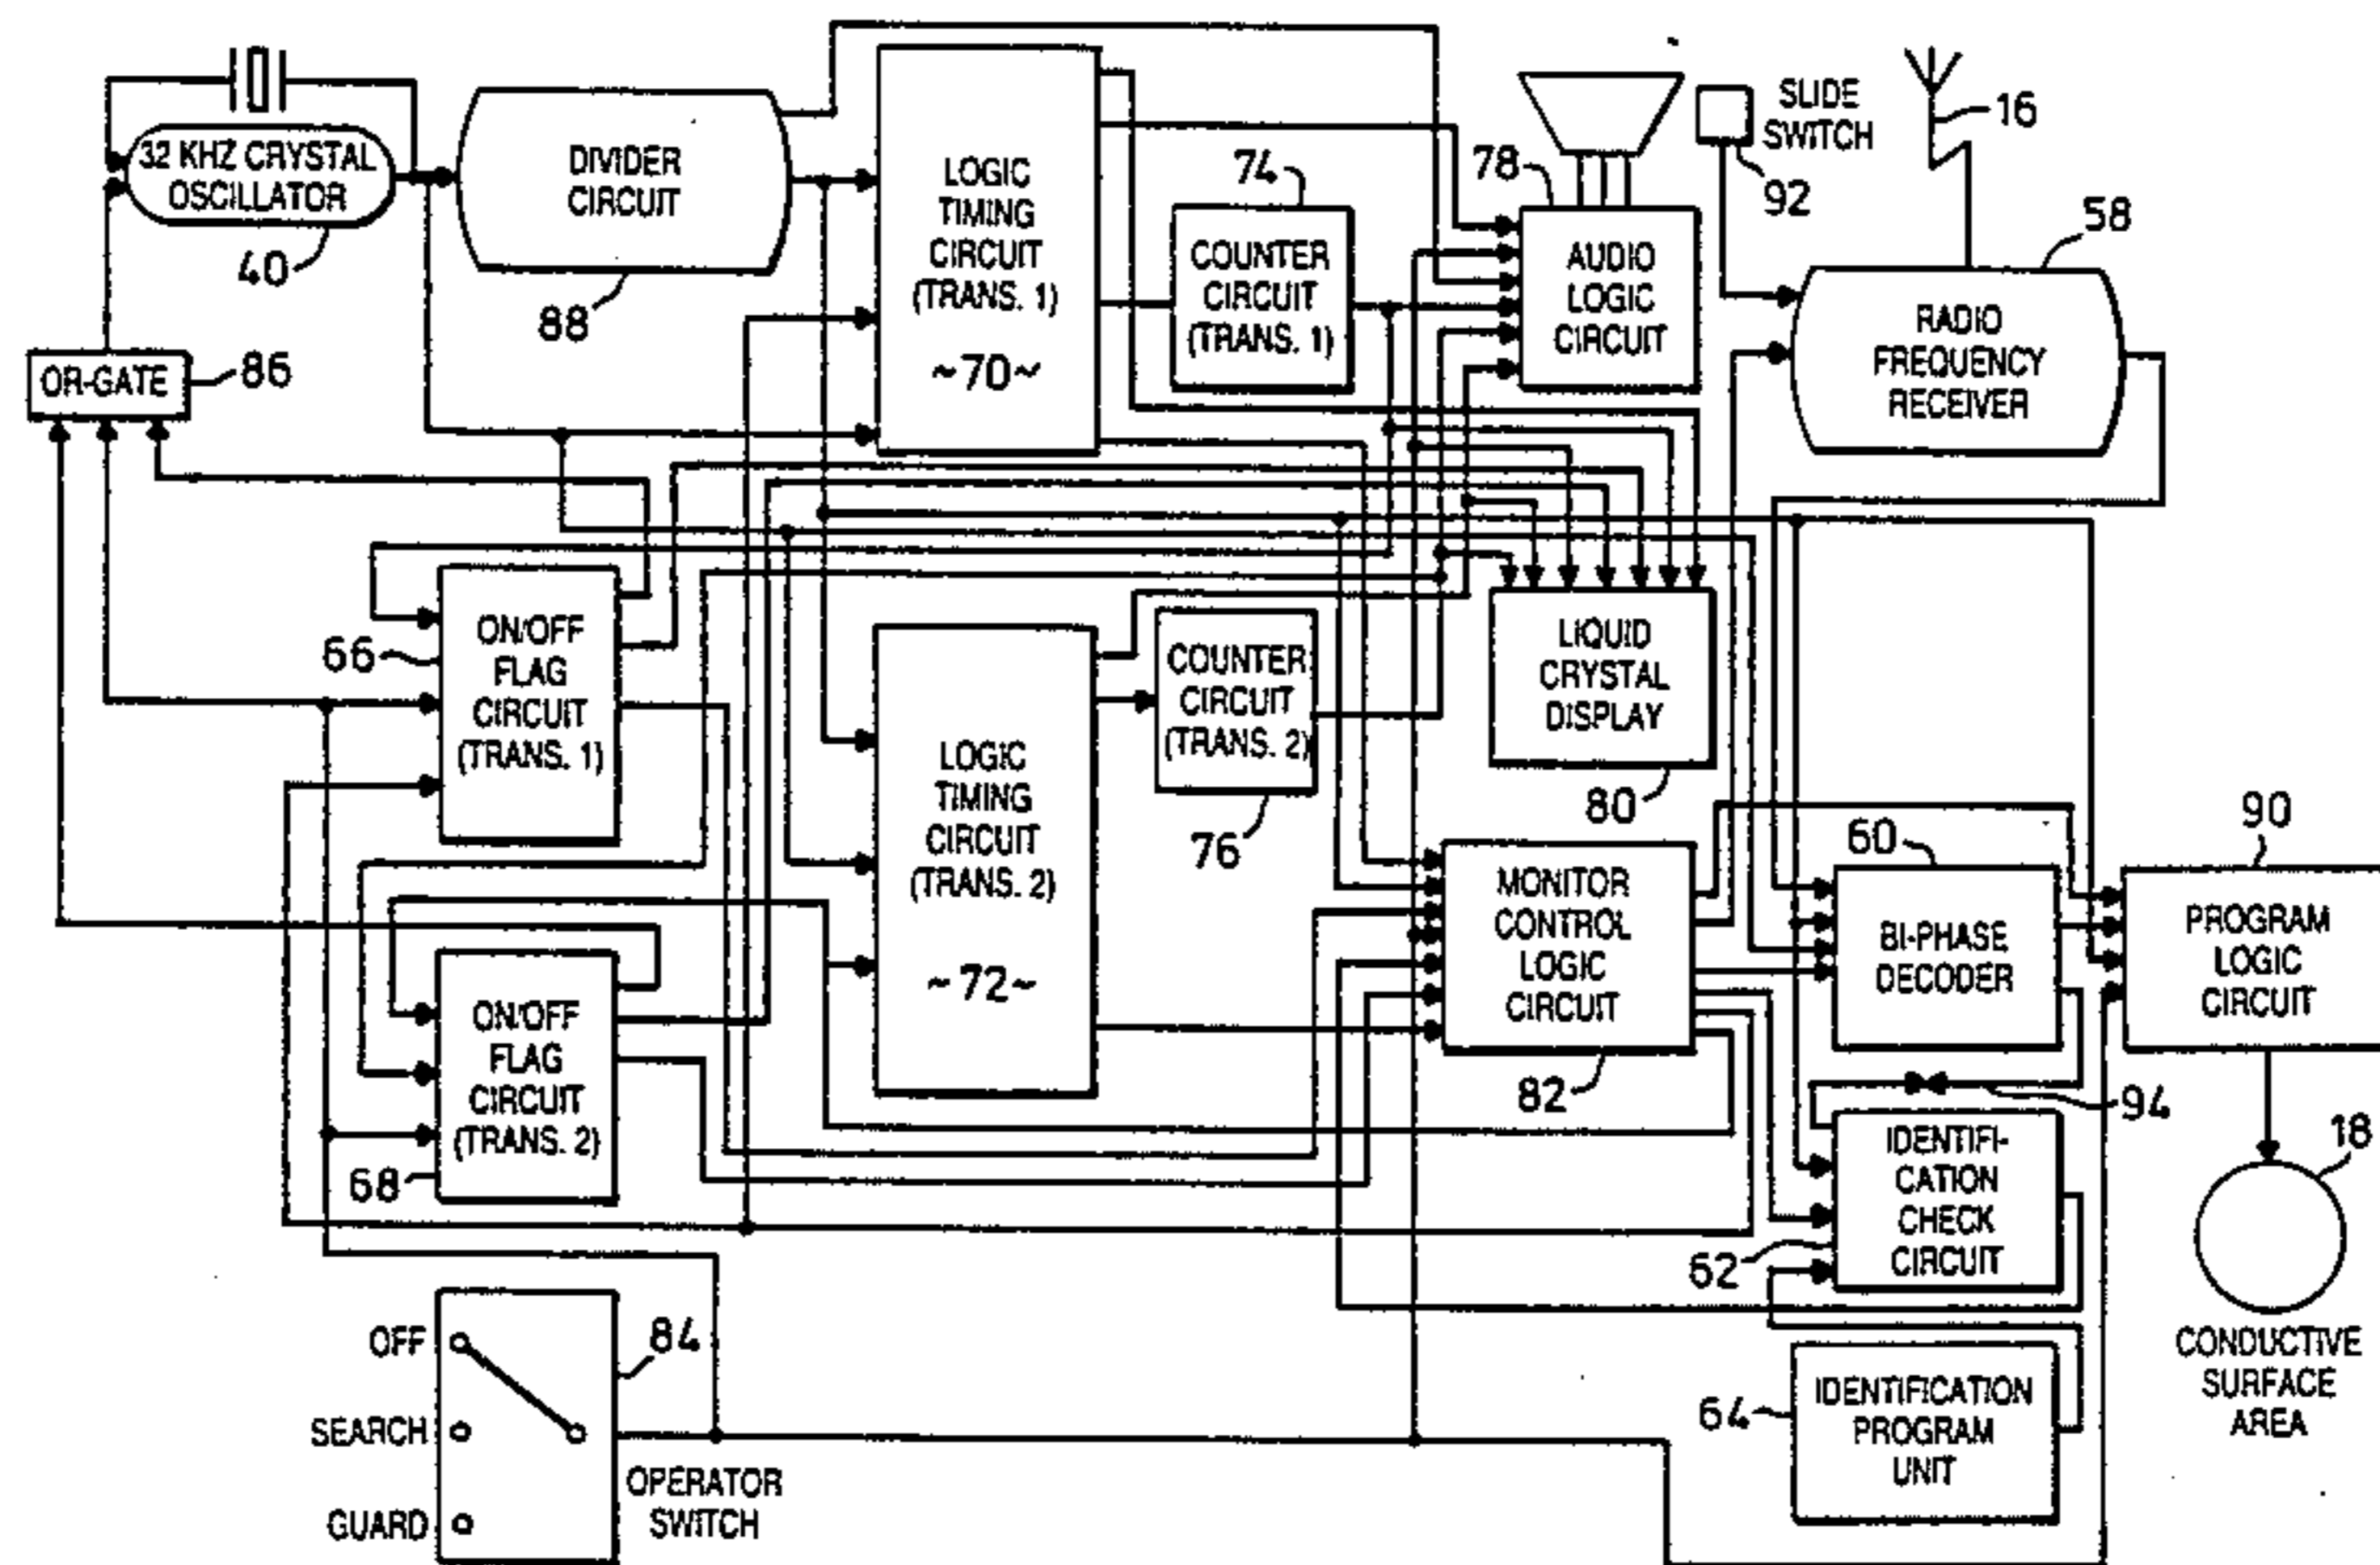 32 KHZ CRYSTAL
OSCILLATOR
40
DIVIDER
CIRCUIT
88
LOGIC
TIMING
CIRCUIT
(TRANS. 1)
~70~
74
COUNTER
CIRCUIT
(TRANS. 1)
78
AUDIO
LOGIC
CIRCUIT
SLIDE
SWITCH
92
16
58
RADIO
FREQUENCY
RECEIVER
OR-GATE
86
66
ON/OFF
FLAG
CIRCUIT
(TRANS. 1)
LOGIC
TIMING
CIRCUIT
(TRANS. 2)
~72~
COUNTER
CIRCUIT
(TRANS. 2)
76
LIQUID
CRYSTAL
DISPLAY
80
ON/OFF
FLAG
CIRCUIT
(TRANS. 2)
68
MONITOR
CONTROL
LOGIC
CIRCUIT
82
60
BI-PHASE
DECODER
90
PROGRAM
LOGIC
CIRCUIT
94
IDENTIFI-
CATION
CHECK
CIRCUIT
62
18
CONDUCTIVE
SURFACE
AREA
64
IDENTIFICATION
PROGRAM
UNIT
OFF
SEARCH
GUARD
84
OPERATOR
SWITCH